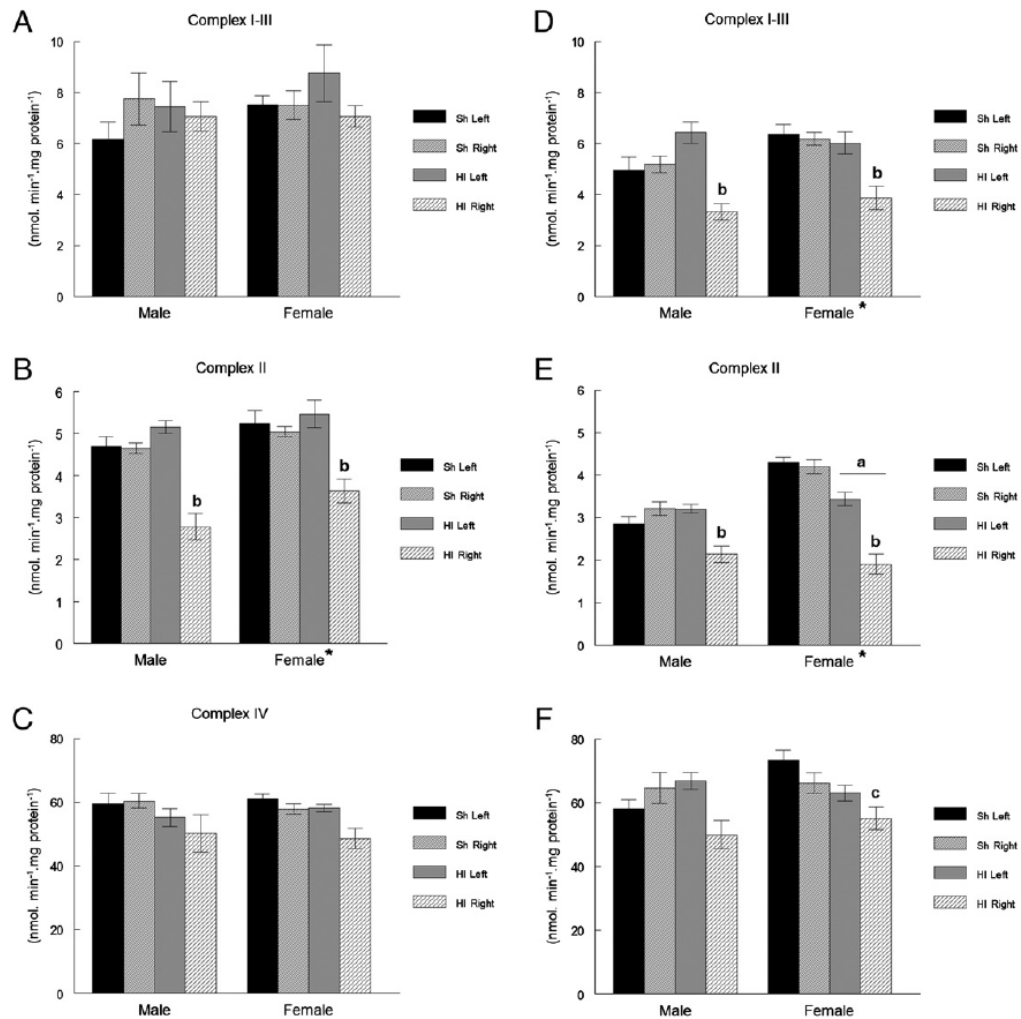 A
Complex I-III
(nmol. min⁻¹.mg protein⁻¹)
10
8
6
4
2
0
Male
Female
Sh Left
Sh Right
HI Left
HI Right
D
Complex I-III
(nmol. min⁻¹.mg protein⁻¹)
10
8
6
4
2
0
b
b
Male
Female *
Sh Left
Sh Right
HI Left
HI Right
B
Complex II
(nmol. min⁻¹.mg protein⁻¹)
6
5
4
3
2
1
0
b
b
Male
Female *
Sh Left
Sh Right
HI Left
HI Right
E
Complex II
(nmol. min⁻¹.mg protein⁻¹)
6
5
4
3
2
1
0
b
a
b
Male
Female *
Sh Left
Sh Right
HI Left
HI Right
C
Complex IV
(nmol. min⁻¹.mg protein⁻¹)
80
60
40
20
0
Male
Female
Sh Left
Sh Right
HI Left
HI Right
F
(nmol. min⁻¹.mg protein⁻¹)
80
60
40
20
0
c
Male
Female
Sh Left
Sh Right
HI Left
HI Right